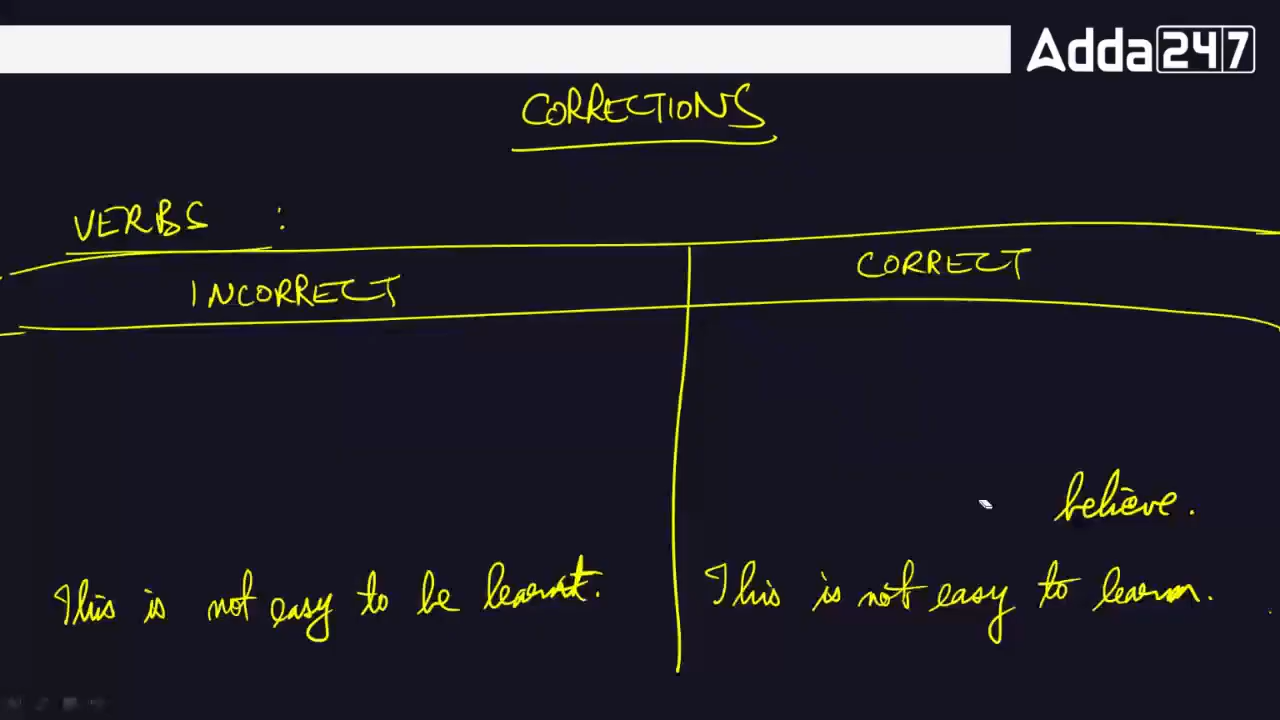 Adda247
CORRECTIONS
VERBS :
INCORRECT
CORRECT
believe.
This is not easy to be learnt.
This is not easy to learn.